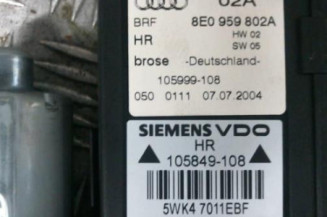 02A
BRF 8E0 959 802A
HR HW 02
SW 05
brose -Deutschland-
105999-108
050 0111 07.07.2004
SIEMENS VDO
HR
105849-108
5WK4 7011EBF